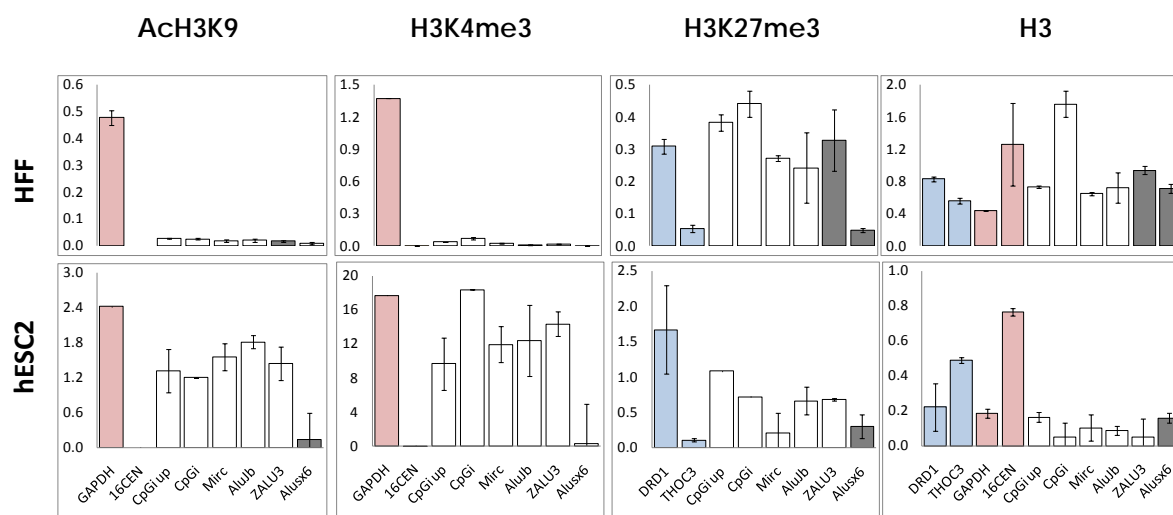 AcH3K9 H3K4me3 H3K27me3 H3
HFF
0.6 0.5 0.4 0.3 0.2 0.1 0.0
1.5 1.2 0.9 0.6 0.3 0.0
0.5 0.4 0.3 0.2 0.1 0.0
2.0 1.6 1.2 0.8 0.4 0.0
hESC2
3.0 2.4 1.8 1.2 0.6 0.0
20 16 12 8 4 0
2.5 2.0 1.5 1.0 0.5 0.0
1.0 0.8 0.6 0.4 0.2 0.0
GAPDH 16CEN CpGi up CpGi Mirc AluJb ZALU3 Alusx6
GAPDH 16CEN CpGi up CpGi Mirc AluJb ZALU3 Alusx6
DRD1 THOC3 CpGi up CpGi Mirc AluJb ZALU3 Alusx6
DRD1 THOC3 GAPDH 16CEN CpGi up CpGi Mirc AluJb ZALU3 Alusx6